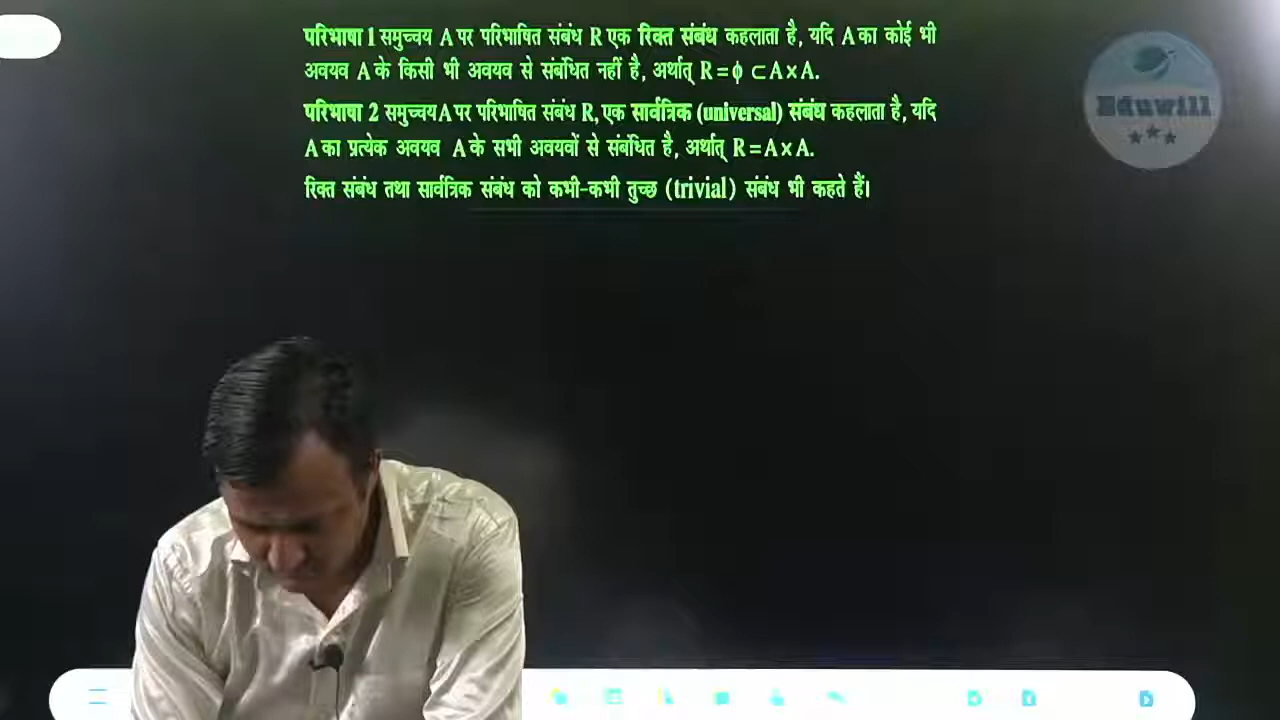 परिभाषा 1 समुच्चय A पर परिभाषित संबंध R एक रिक्त संबंध कहलाता है, यदि A का कोई भी
अवयव A के किसी भी अवयव से संबंधित नहीं है, अर्थात् R = ϕ ⊂ A × A.
परिभाषा 2 समुच्चय A पर परिभाषित संबंध R, एक सार्वत्रिक (universal) संबंध कहलाता है, यदि
A का प्रत्येक अवयव A के सभी अवयवों से संबंधित है, अर्थात् R = A × A.
रिक्त संबंध तथा सार्वत्रिक संबंध को कभी-कभी तुच्छ (trivial) संबंध भी कहते हैं।
Eduwill